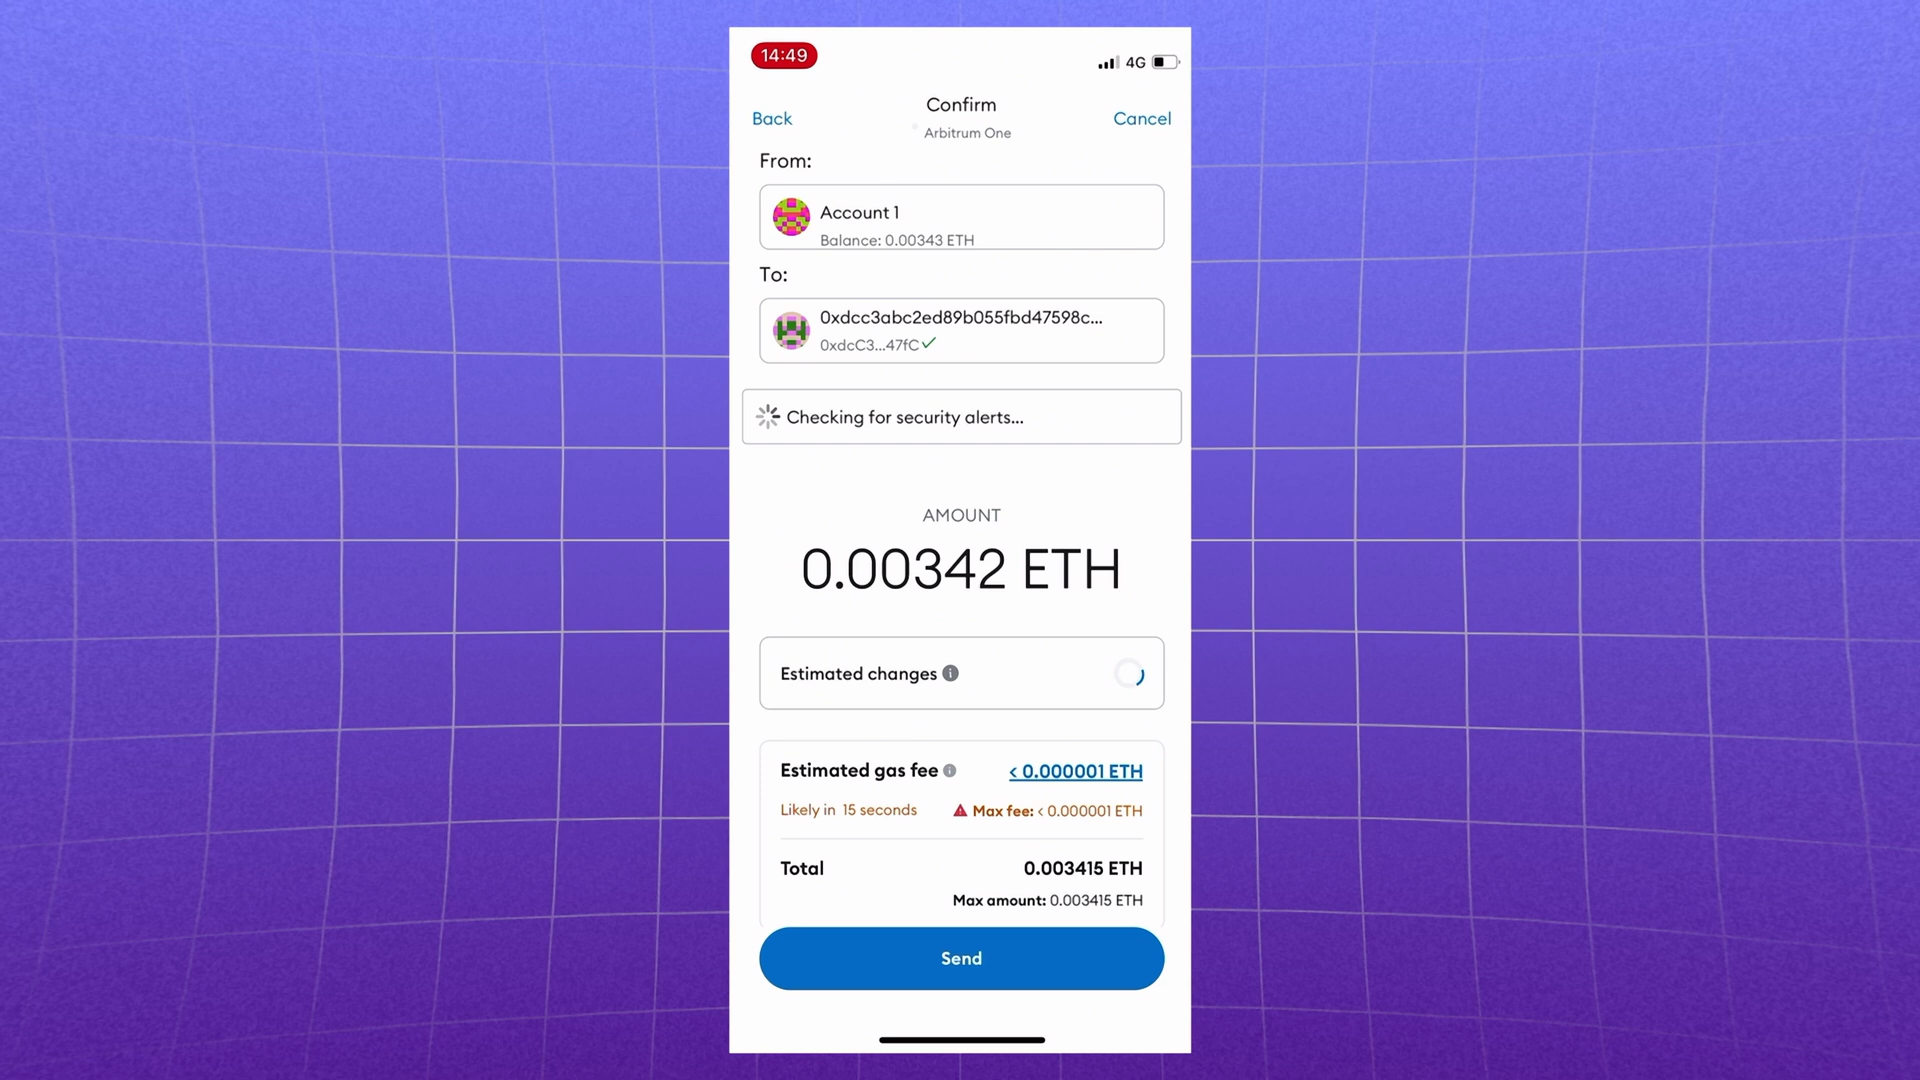 14:49
4G
Back
Confirm
Cancel
Arbitrum One
From:
Account 1
Balance: 0.00343 ETH
To:
0xdcc3abc2ed89b055fbd47598c...
0xdcC3...47fC
Checking for security alerts...
AMOUNT
0.00342 ETH
Estimated changes
Estimated gas fee
< 0.000001 ETH
Likely in 15 seconds
Max fee: < 0.000001 ETH
Total
0.003415 ETH
Max amount: 0.003415 ETH
Send